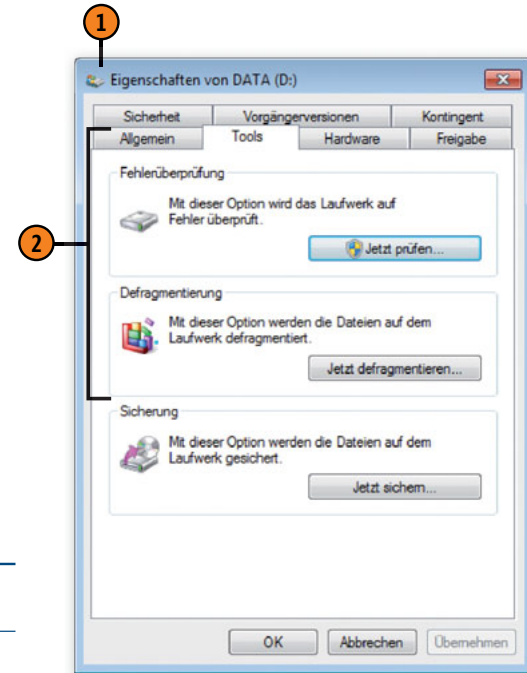 1
Eigenschaften von DATA (D:)
Sicherheit Vorgängerversionen Kontingent
Allgemein Tools Hardware Freigabe
Fehlerüberprüfung
Mit dieser Option wird das Laufwerk auf
Fehler überprüft.
Jetzt prüfen...
2
Defragmentierung
Mit dieser Option werden die Dateien auf dem
Laufwerk defragmentiert.
Jetzt defragmentieren...
Sicherung
Mit dieser Option werden die Dateien auf dem
Laufwerk gesichert.
Jetzt sichern...
OK Abbrechen Übernehmen